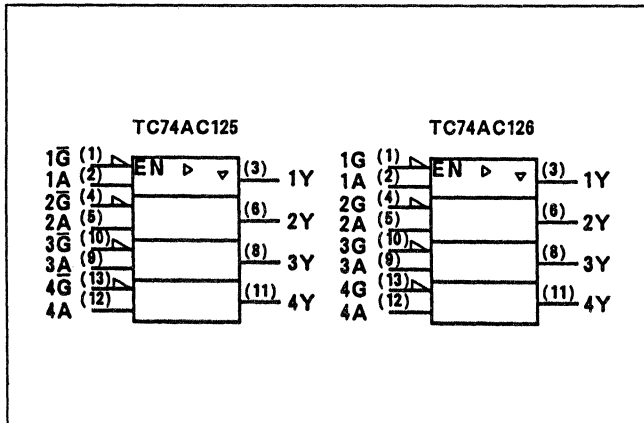 TC74AC125
1G̅ (1) EN ▷ ▽ (3) 1Y
1A (2)
2G̅ (4) (6) 2Y
2A (5)
3G̅ (10) (8) 3Y
3A (9)
4G̅ (13) (11) 4Y
4A (12)
TC74AC126
1G (1) EN ▷ ▽ (3) 1Y
1A (2)
2G (4) (6) 2Y
2A (5)
3G (10) (8) 3Y
3A (9)
4G (13) (11) 4Y
4A (12)